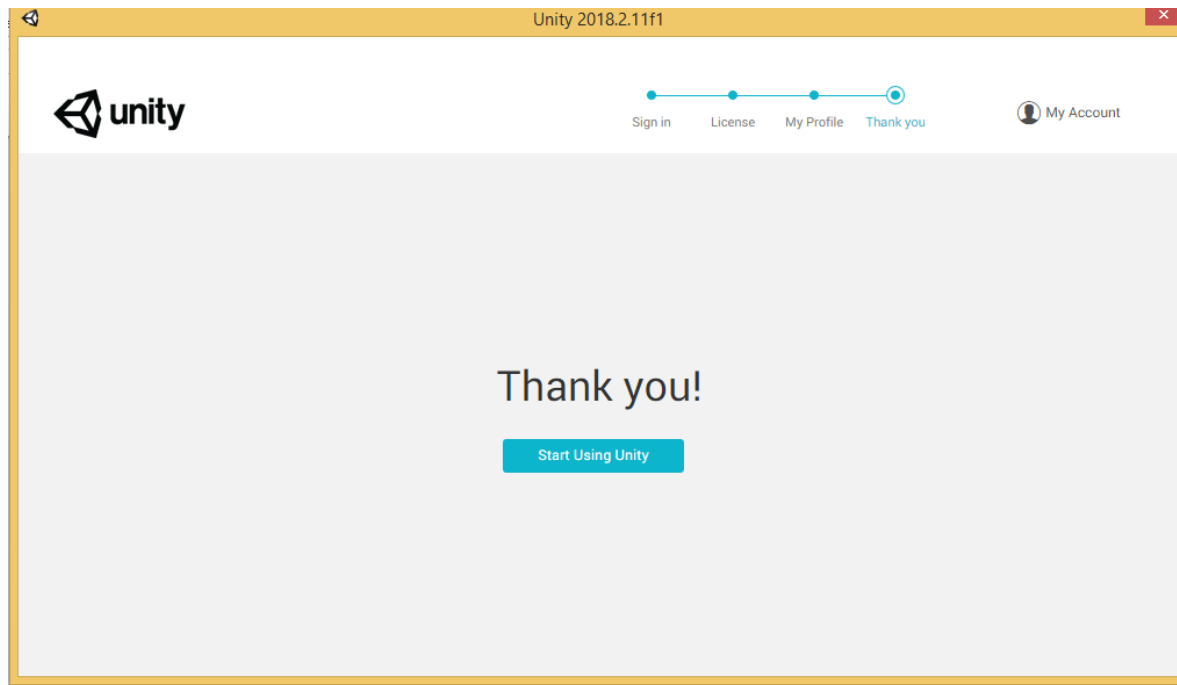 Unity 2018.2.11f1
unity
Sign in License My Profile Thank you
My Account
Thank you!
Start Using Unity